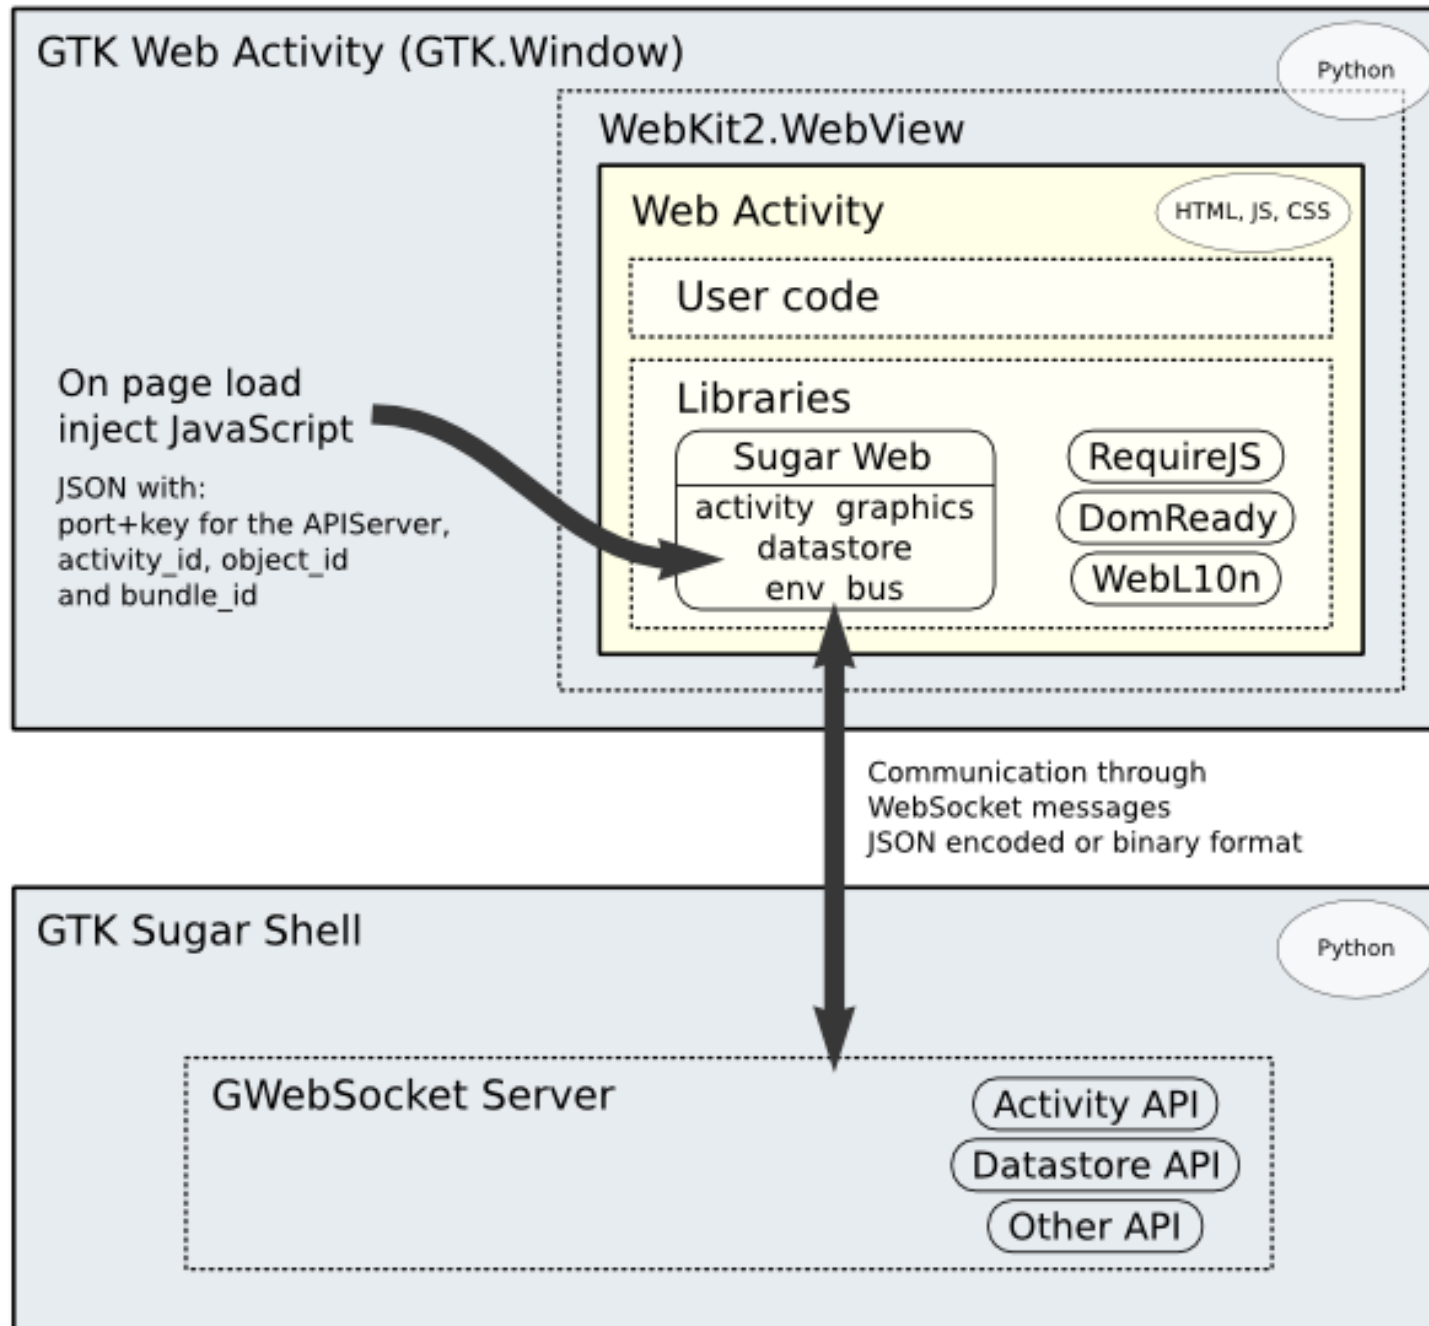 GTK Web Activity (GTK.Window)
Python
WebKit2.WebView
Web Activity
HTML, JS, CSS
User code
On page load
inject JavaScript
JSON with:
port+key for the APIServer,
activity_id, object_id
and bundle_id
Libraries
Sugar Web
activity graphics
datastore
env bus
RequireJS
DomReady
WebL10n
Communication through
WebSocket messages
JSON encoded or binary format
GTK Sugar Shell
Python
GWebSocket Server
Activity API
Datastore API
Other API